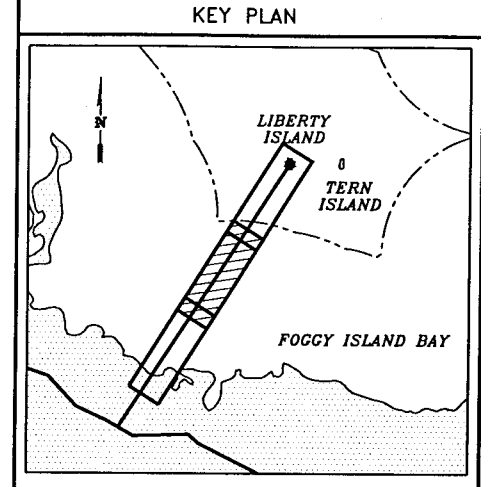 KEY PLAN
N
LIBERTY
ISLAND
TERN
ISLAND
FOGGY ISLAND BAY